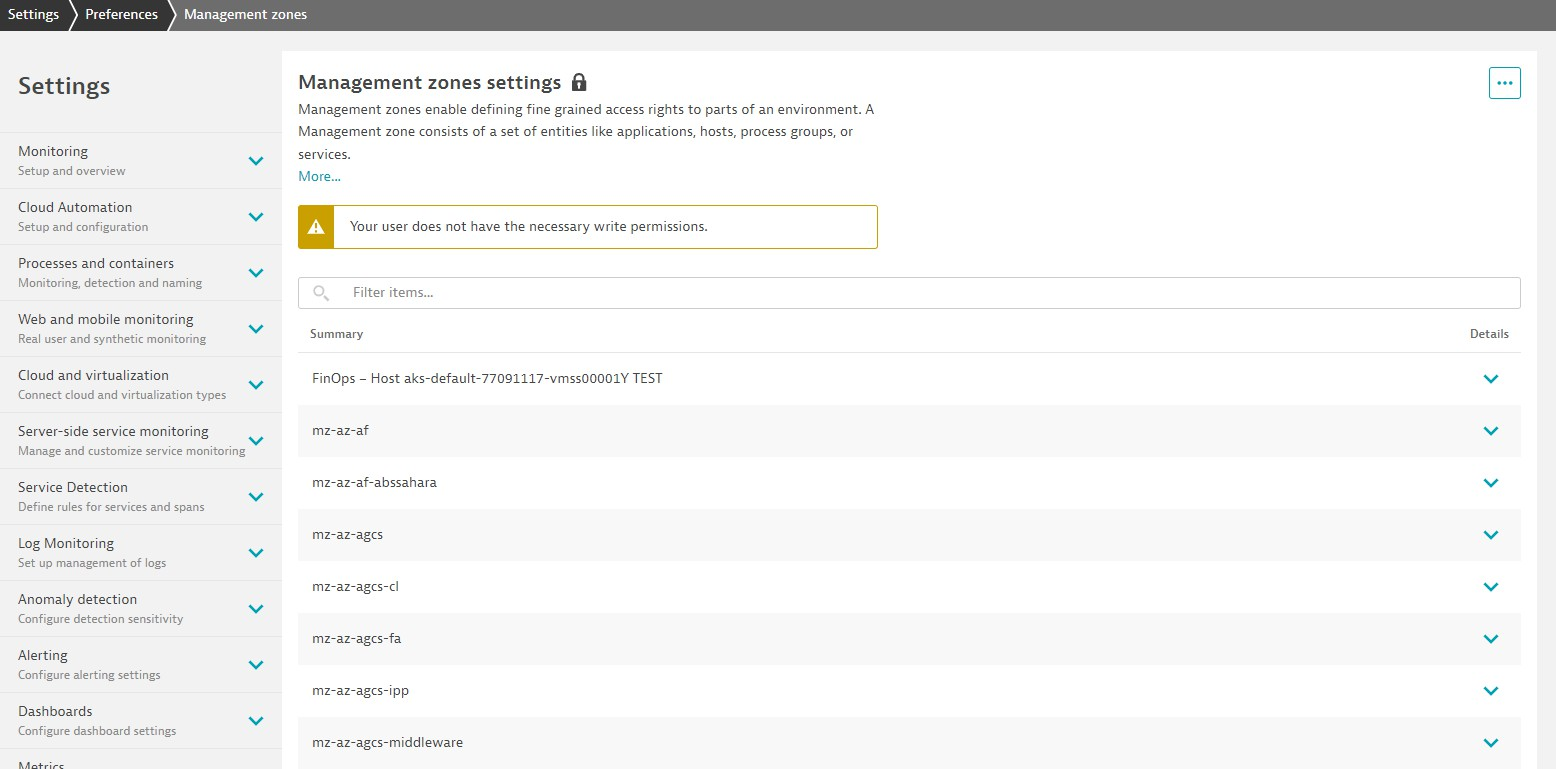 Settings
Preferences
Management zones
Settings
Monitoring
Setup and overview
Cloud Automation
Setup and configuration
Processes and containers
Monitoring, detection and naming
Web and mobile monitoring
Real user and synthetic monitoring
Cloud and virtualization
Connect cloud and virtualization types
Server-side service monitoring
Manage and customize service monitoring
Service Detection
Define rules for services and spans
Log Monitoring
Set up management of logs
Anomaly detection
Configure detection sensitivity
Alerting
Configure alerting settings
Dashboards
Configure dashboard settings
Metrics
Management zones settings
Management zones enable defining fine grained access rights to parts of an environment. A
Management zone consists of a set of entities like applications, hosts, process groups, or
services.
More...
Your user does not have the necessary write permissions.
Filter items...
Summary
Details
FinOps – Host aks-default-77091117-vmss00001Y TEST
mz-az-af
mz-az-af-abssahara
mz-az-agcs
mz-az-agcs-cl
mz-az-agcs-fa
mz-az-agcs-ipp
mz-az-agcs-middleware